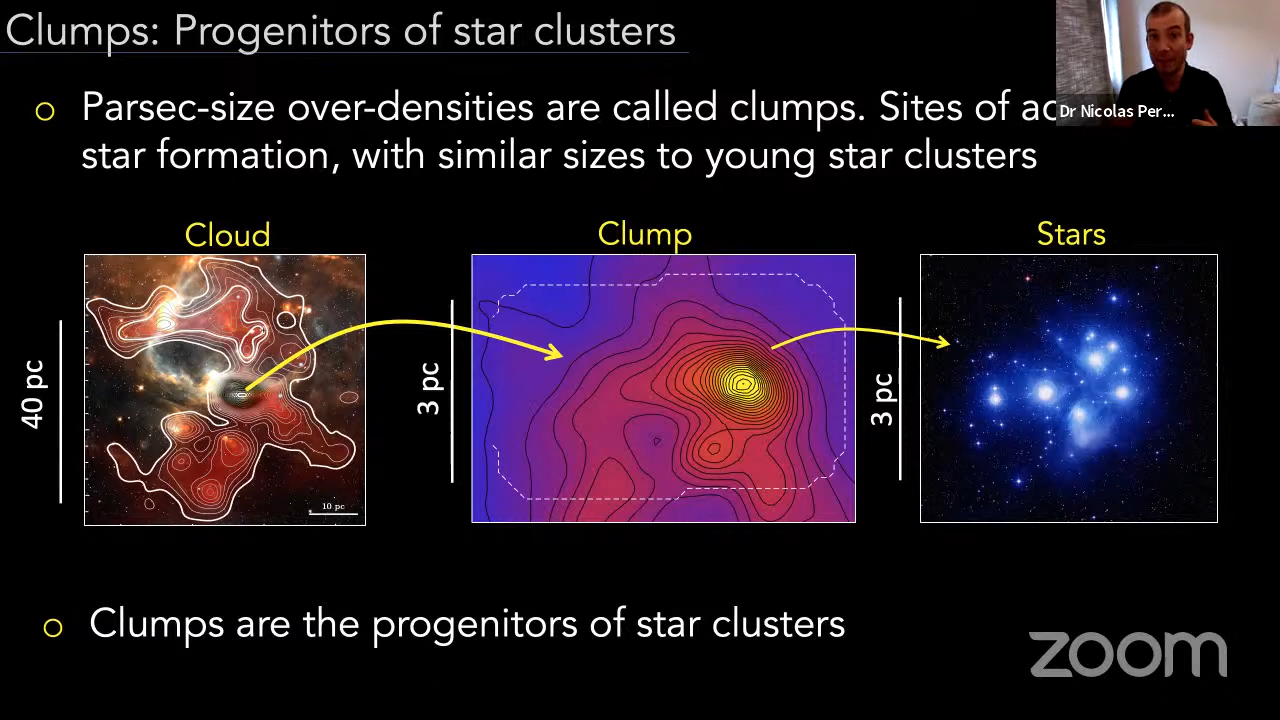 Clumps: Progenitors of star clusters
Parsec-size over-densities are called clumps. Sites of
star formation, with similar sizes to young star clusters
Dr Nicolas Per...
Cloud
Clump
Stars
40 pc
3 pc
3 pc
10 pc
Clumps are the progenitors of star clusters
zoom